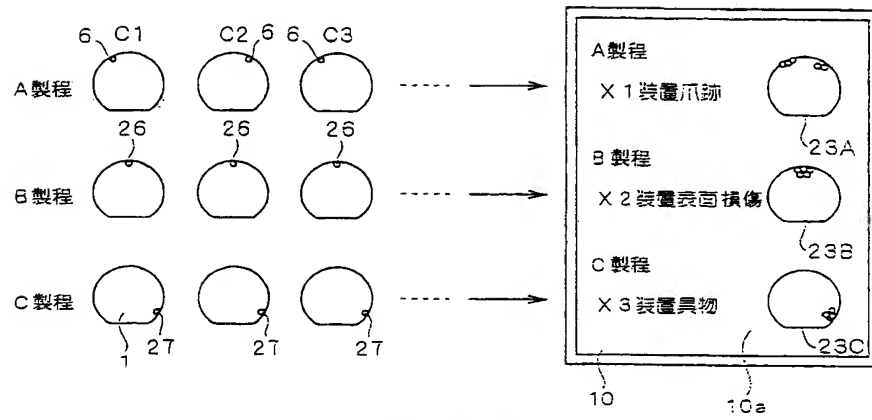 6 C1 C2 6 6 C3
A製程
26 26 26
B製程
C製程
1 27 27 27
A製程
X1装置爪跡
23A
B製程
X2装置表面損傷
23B
C製程
X3装置異物
23C
10 10a